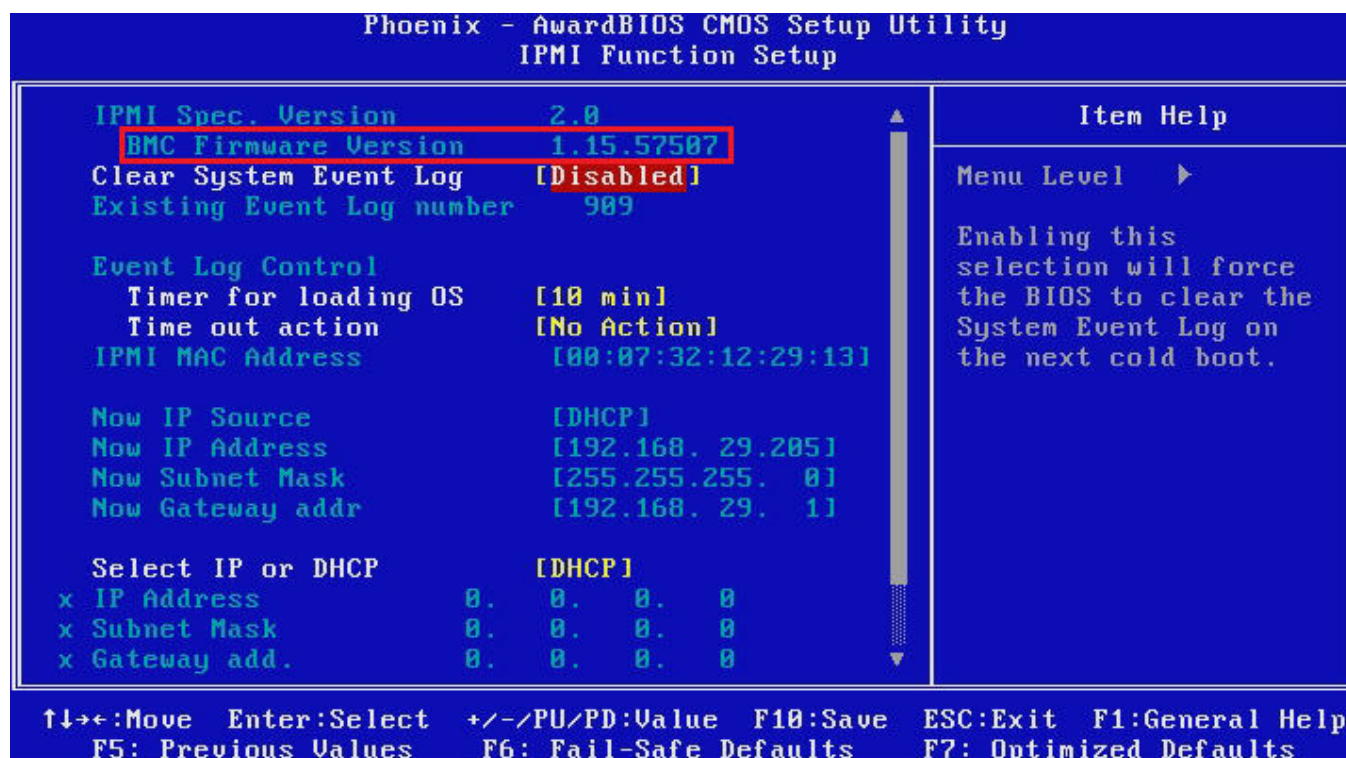 Phoenix - AwardBIOS CMOS Setup Utility
IPMI Function Setup
IPMI Spec. Version 2.0
BMC Firmware Version 1.15.57507
Clear System Event Log [Disabled]
Existing Event Log number 909
Event Log Control
Timer for loading OS [10 min]
Time out action [No Action]
IPMI MAC Address [00:07:32:12:29:13]
Now IP Source [DHCP]
Now IP Address [192.168. 29.205]
Now Subnet Mask [255.255.255. 0]
Now Gateway addr [192.168. 29. 1]
Select IP or DHCP [DHCP]
x IP Address 0. 0. 0. 0
x Subnet Mask 0. 0. 0. 0
x Gateway add. 0. 0. 0. 0
Item Help
Menu Level ▶
Enabling this
selection will force
the BIOS to clear the
System Event Log on
the next cold boot.
↑↓→←:Move Enter:Select +/-/PU/PD:Value F10:Save ESC:Exit F1:General Help
F5: Previous Values F6: Fail-Safe Defaults F7: Optimized Defaults